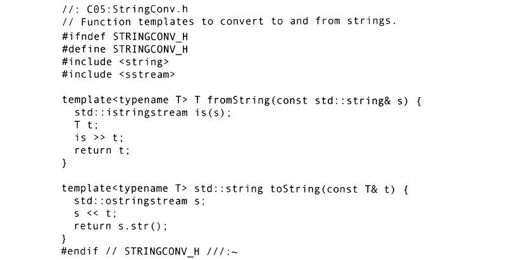 //: C05:StringConv.h
// Function templates to convert to and from strings.
#ifndef STRINGCONV_H
#define STRINGCONV_H
#include <string>
#include <sstream>

template<typename T> T fromString(const std::string& s) {
  std::istringstream is(s);
  T t;
  is >> t;
  return t;
}

template<typename T> std::string toString(const T& t) {
  std::ostringstream s;
  s << t;
  return s.str();
}
#endif // STRINGCONV_H ///:~